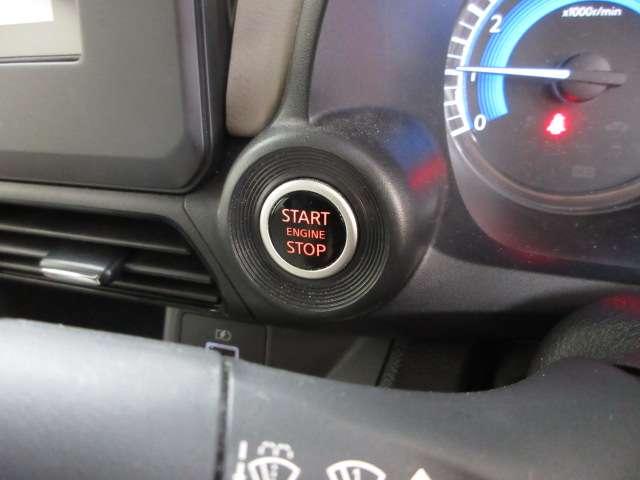 x1000r/min
2
1
0
START
ENGINE
STOP